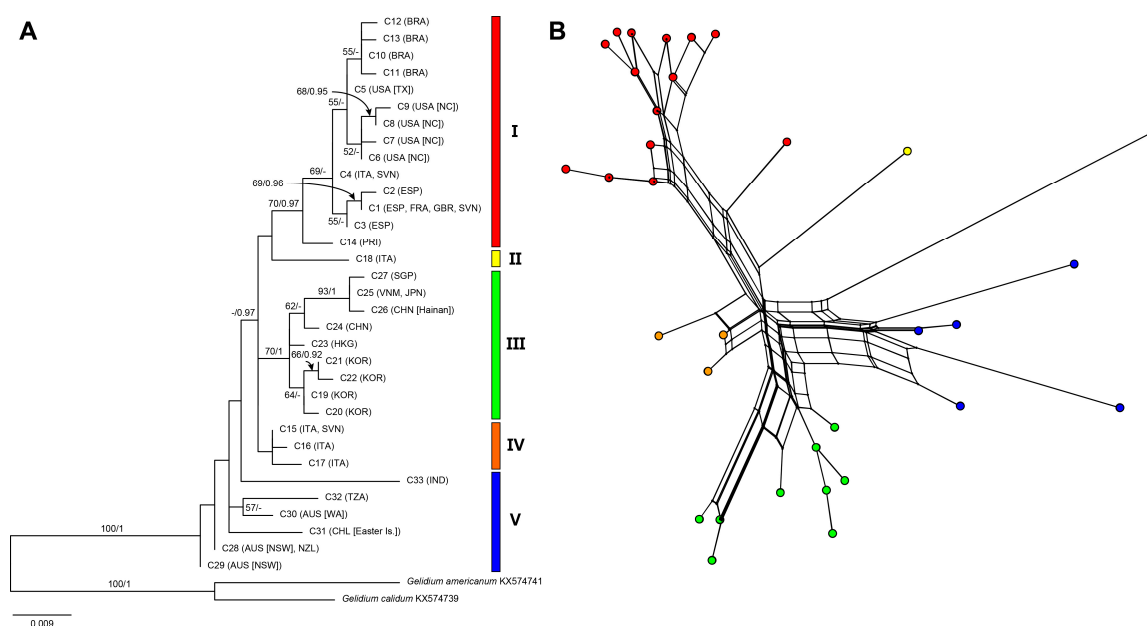 A
B
C12 (BRA)
C13 (BRA)
55/-
C10 (BRA)
C11 (BRA)
68/0.95
C5 (USA [TX])
55/-
C9 (USA [NC])
C8 (USA [NC])
C7 (USA [NC])
52/-
C6 (USA [NC])
I
69/-
C4 (ITA, SVN)
69/0.96
C2 (ESP)
70/0.97
C1 (ESP, FRA, GBR, SVN)
55/-
C3 (ESP)
C14 (PRI)
C18 (ITA)
II
C27 (SGP)
93/1
C25 (VNM, JPN)
62/-
C26 (CHN [Hainan])
-/0.97
C24 (CHN)
C23 (HKG)
III
70/1
66/0.92
C21 (KOR)
C22 (KOR)
64/-
C19 (KOR)
C20 (KOR)
C15 (ITA, SVN)
C16 (ITA)
IV
C17 (ITA)
C33 (IND)
C32 (TZA)
57/-
C30 (AUS [WA])
V
100/1
C31 (CHL [Easter Is.])
C28 (AUS [NSW], NZL)
C29 (AUS [NSW])
100/1
Gelidium americanum KX574741
Gelidium calidum KX574739
0.009